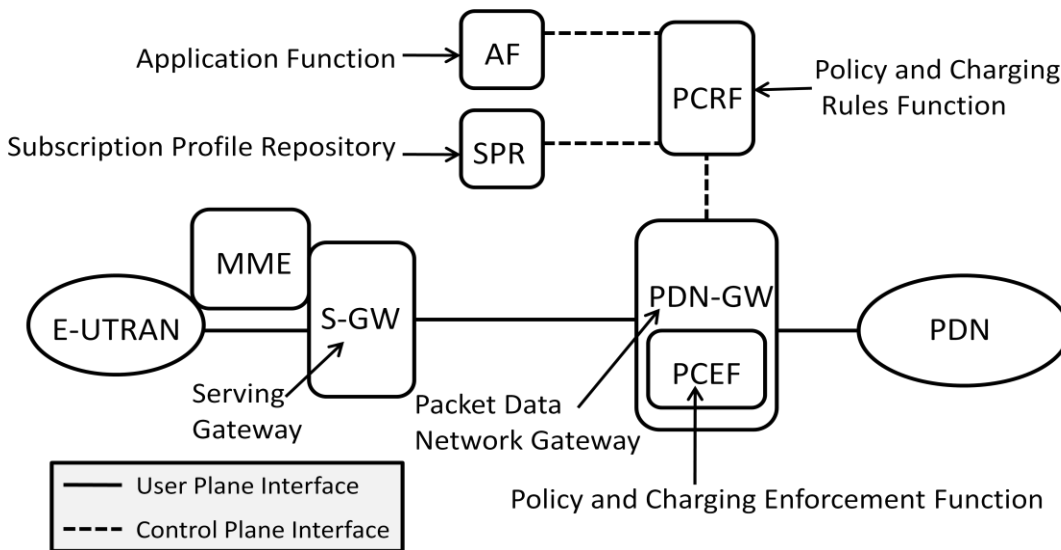 Application Function
AF
PCRF
Policy and Charging
Rules Function
Subscription Profile Repository
SPR
MME
E-UTRAN
S-GW
PDN-GW
PDN
PCEF
Serving
Gateway
Packet Data
Network Gateway
Policy and Charging Enforcement Function
User Plane Interface
Control Plane Interface